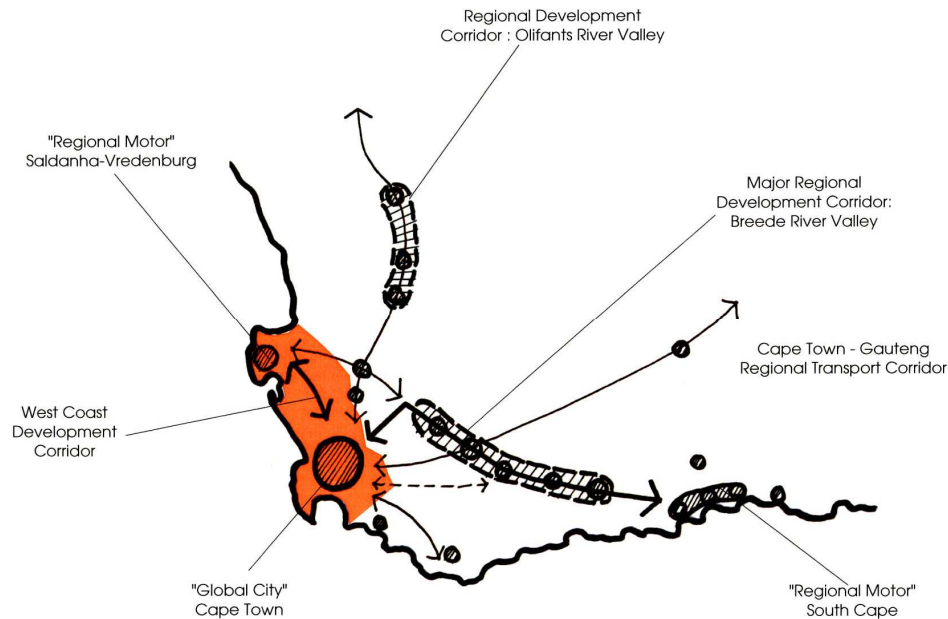 Regional Development
Corridor : Olifants River Valley
"Regional Motor"
Saldanha-Vredenburg
Major Regional
Development Corridor:
Breede River Valley
Cape Town - Gauteng
Regional Transport Corridor
West Coast
Development
Corridor
"Global City"
Cape Town
"Regional Motor"
South Cape